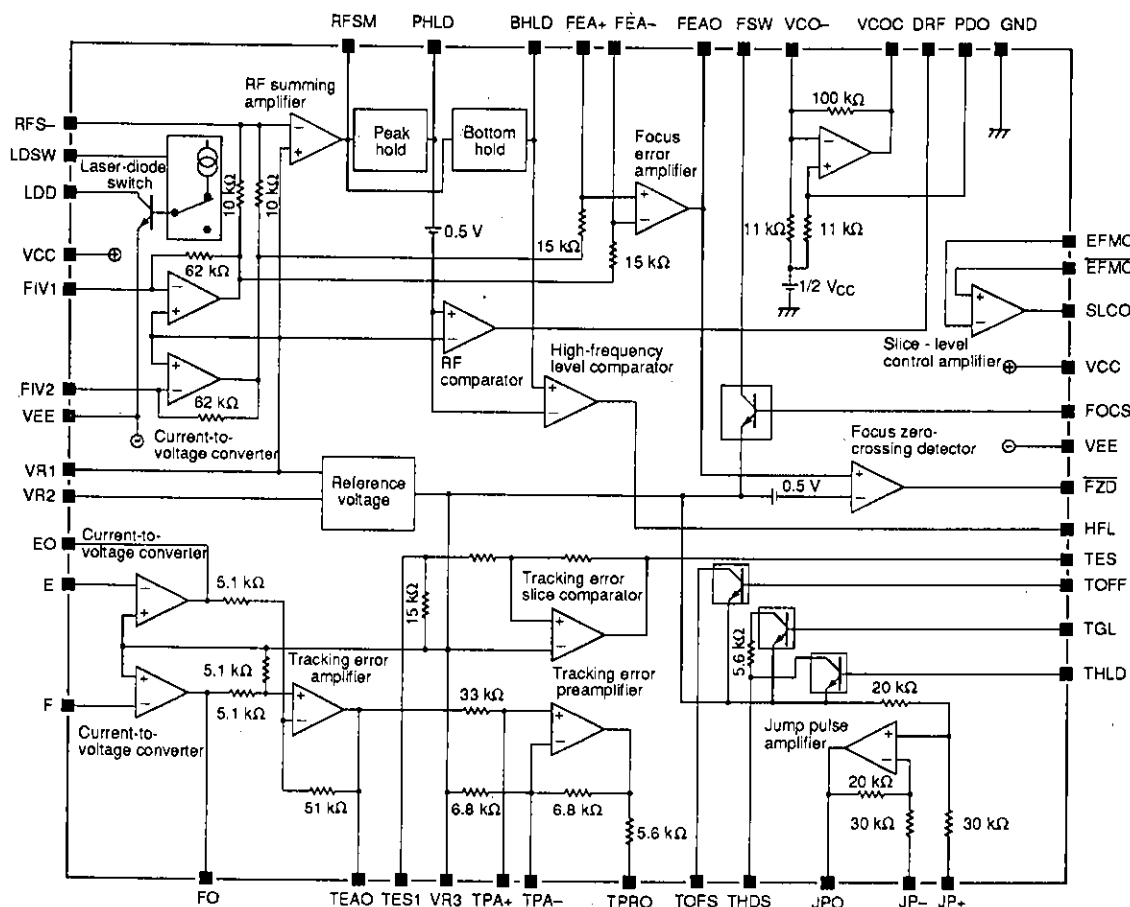 RFSM PHLD BHLD FEA+ FEA− FEAO FSW VCO− VCOC DRF PDO GND
RF summing
amplifier
100 kΩ
RFS−
Peak
hold
Bottom
hold
LDSW
Laser-diode
switch
Focus
error
amplifier
LDD
10 kΩ
10 kΩ
0.5 V
15 kΩ
11 kΩ
11 kΩ
EFMO
VCC
62 kΩ
15 kΩ
EFMO
FIV1
1/2 VCC
SLCO
RF
comparator
High-frequency
level comparator
Slice - level
control amplifier
VCC
FIV2
62 kΩ
FOCS
VEE
Current-to-
voltage converter
Focus zero-
crossing detector
VEE
VR1
Reference
voltage
0.5 V
FZD
VR2
HFL
EO
Current-to-
voltage converter
TES
E
5.1 kΩ
15 kΩ
Tracking error
slice comparator
TOFF
5.6 kΩ
TGL
5.1 kΩ
Tracking error
amplifier
Tracking error
preamplifier
THLD
F
5.1 kΩ
33 kΩ
20 kΩ
Current-to-
voltage converter
Jump pulse
amplifier
20 kΩ
51 kΩ
6.8 kΩ
6.8 kΩ
5.6 kΩ
30 kΩ
30 kΩ
FO TEAO TES1 VR3 TPA+ TPA− TPRO TOFS THDS JPO JP− JP+